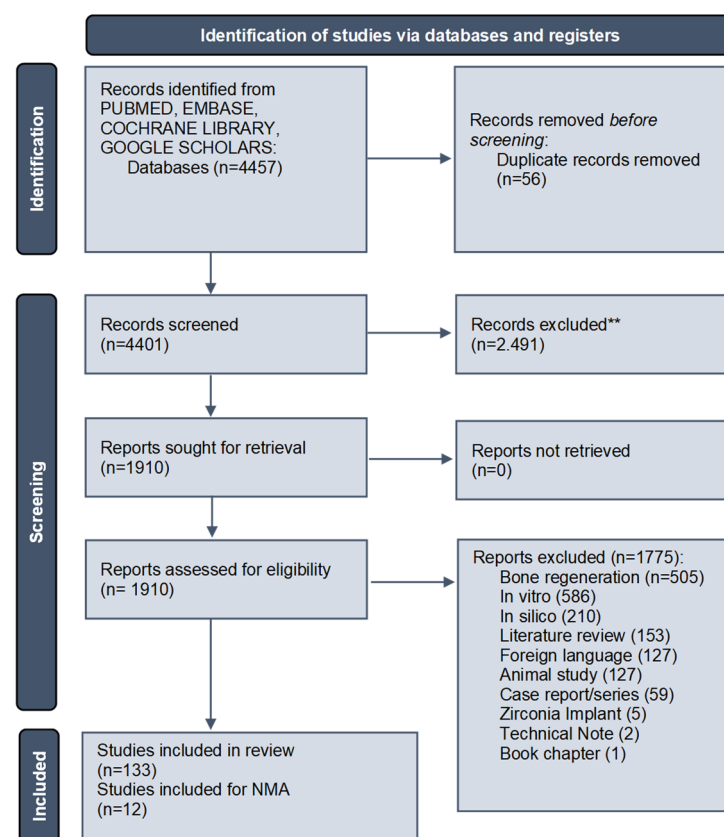 Identification of studies via databases and registers
Identification
Records identified from
PUBMED, EMBASE,
COCHRANE LIBRARY,
GOOGLE SCHOLARS:
Databases (n=4457)
Records removed before
screening:
Duplicate records removed
(n=56)
Screening
Records screened
(n=4401)
Records excluded**
(n=2.491)
Reports sought for retrieval
(n=1910)
Reports not retrieved
(n=0)
Reports assessed for eligibility
(n= 1910)
Reports excluded (n=1775):
Bone regeneration (n=505)
In vitro (586)
In silico (210)
Literature review (153)
Foreign language (127)
Animal study (127)
Case report/series (59)
Zirconia Implant (5)
Technical Note (2)
Book chapter (1)
Included
Studies included in review
(n=133)
Studies included for NMA
(n=12)